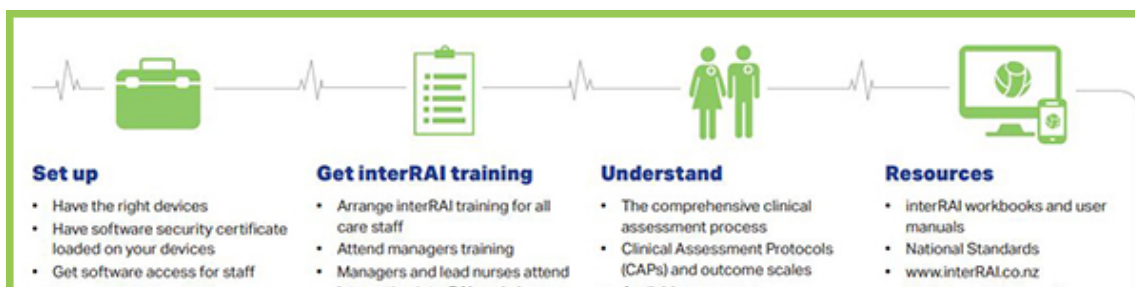 Set up
• Have the right devices
• Have software security certificate
loaded on your devices
• Get software access for staff
Get interRAI training
• Arrange interRAI training for all
care staff
• Attend managers training
• Managers and lead nurses attend
Understand
• The comprehensive clinical
assessment process
• Clinical Assessment Protocols
(CAPs) and outcome scales
Resources
• interRAI workbooks and user
manuals
• National Standards
• www.interRAI.co.nz